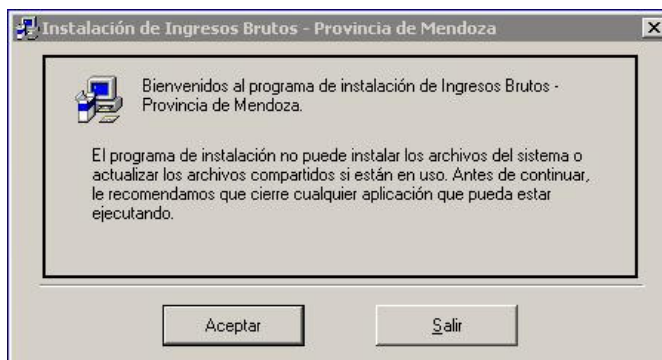 Instalación de Ingresos Brutos - Provincia de Mendoza
Bienvenidos al programa de instalación de Ingresos Brutos -
Provincia de Mendoza.
El programa de instalación no puede instalar los archivos del sistema o
actualizar los archivos compartidos si están en uso. Antes de continuar,
le recomendamos que cierre cualquier aplicación que pueda estar
ejecutando.
Aceptar
Salir